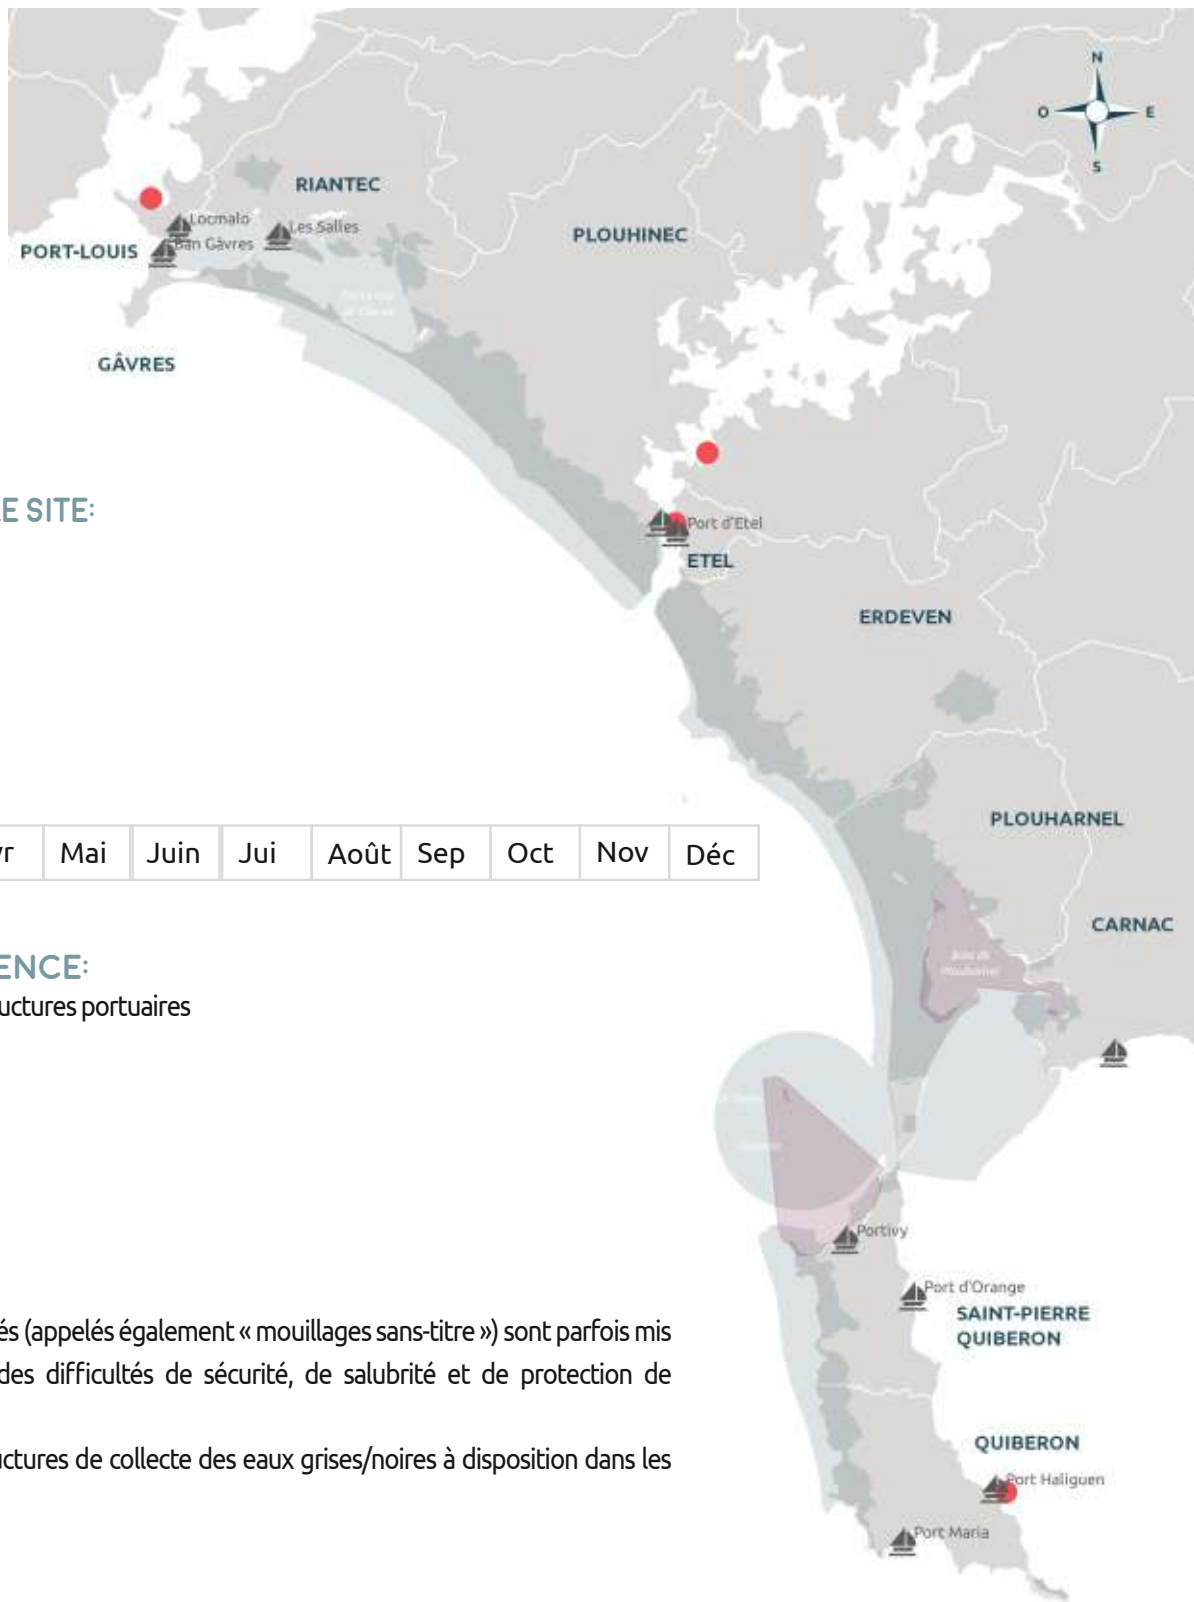 N
O E
S
RIANTEC
Locmalo
Les Salles
Ban Gâvres
PORT-LOUIS
PLOUHINEC
GÂVRES
E SITE:
Port d'Etel
ETEL
ERDEVEN
PLOUHARNEL
Mai Juin Jui Août Sep Oct Nov Déc
CARNAC
ENCE:
uctures portuaires
Portivy
Port d'Orange
SAINT-PIERRE
QUIBERON
és (appelés également « mouillages sans-titre ») sont parfois mis
des difficultés de sécurité, de salubrité et de protection de
QUIBERON
uctures de collecte des eaux grises/noires à disposition dans les
Port Haliguen
Port Maria